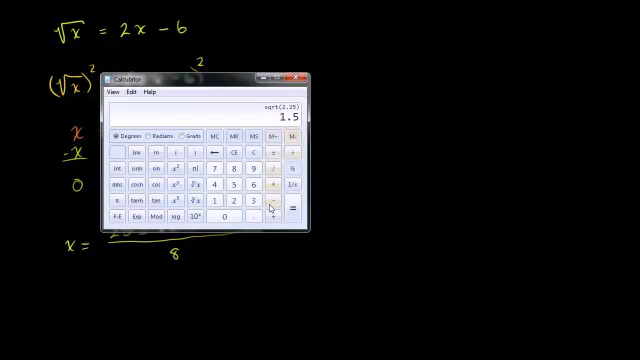 √x = 2x - 6
(√x)² 2
Calculator
View Edit Help
sqrt(2.25)
1.5
Degrees Radians Grads MC MR MS M+ M-
Inv ln ( ) ← CE C ± √
Int sinh sin x² n! 7 8 9 / %
dms cosh cos 4 5 6 * 1/x
π tanh tan x³ 1 2 3 - =
F-E Exp Mod log 10ˣ 0 . +
x
-x
0
x =
8